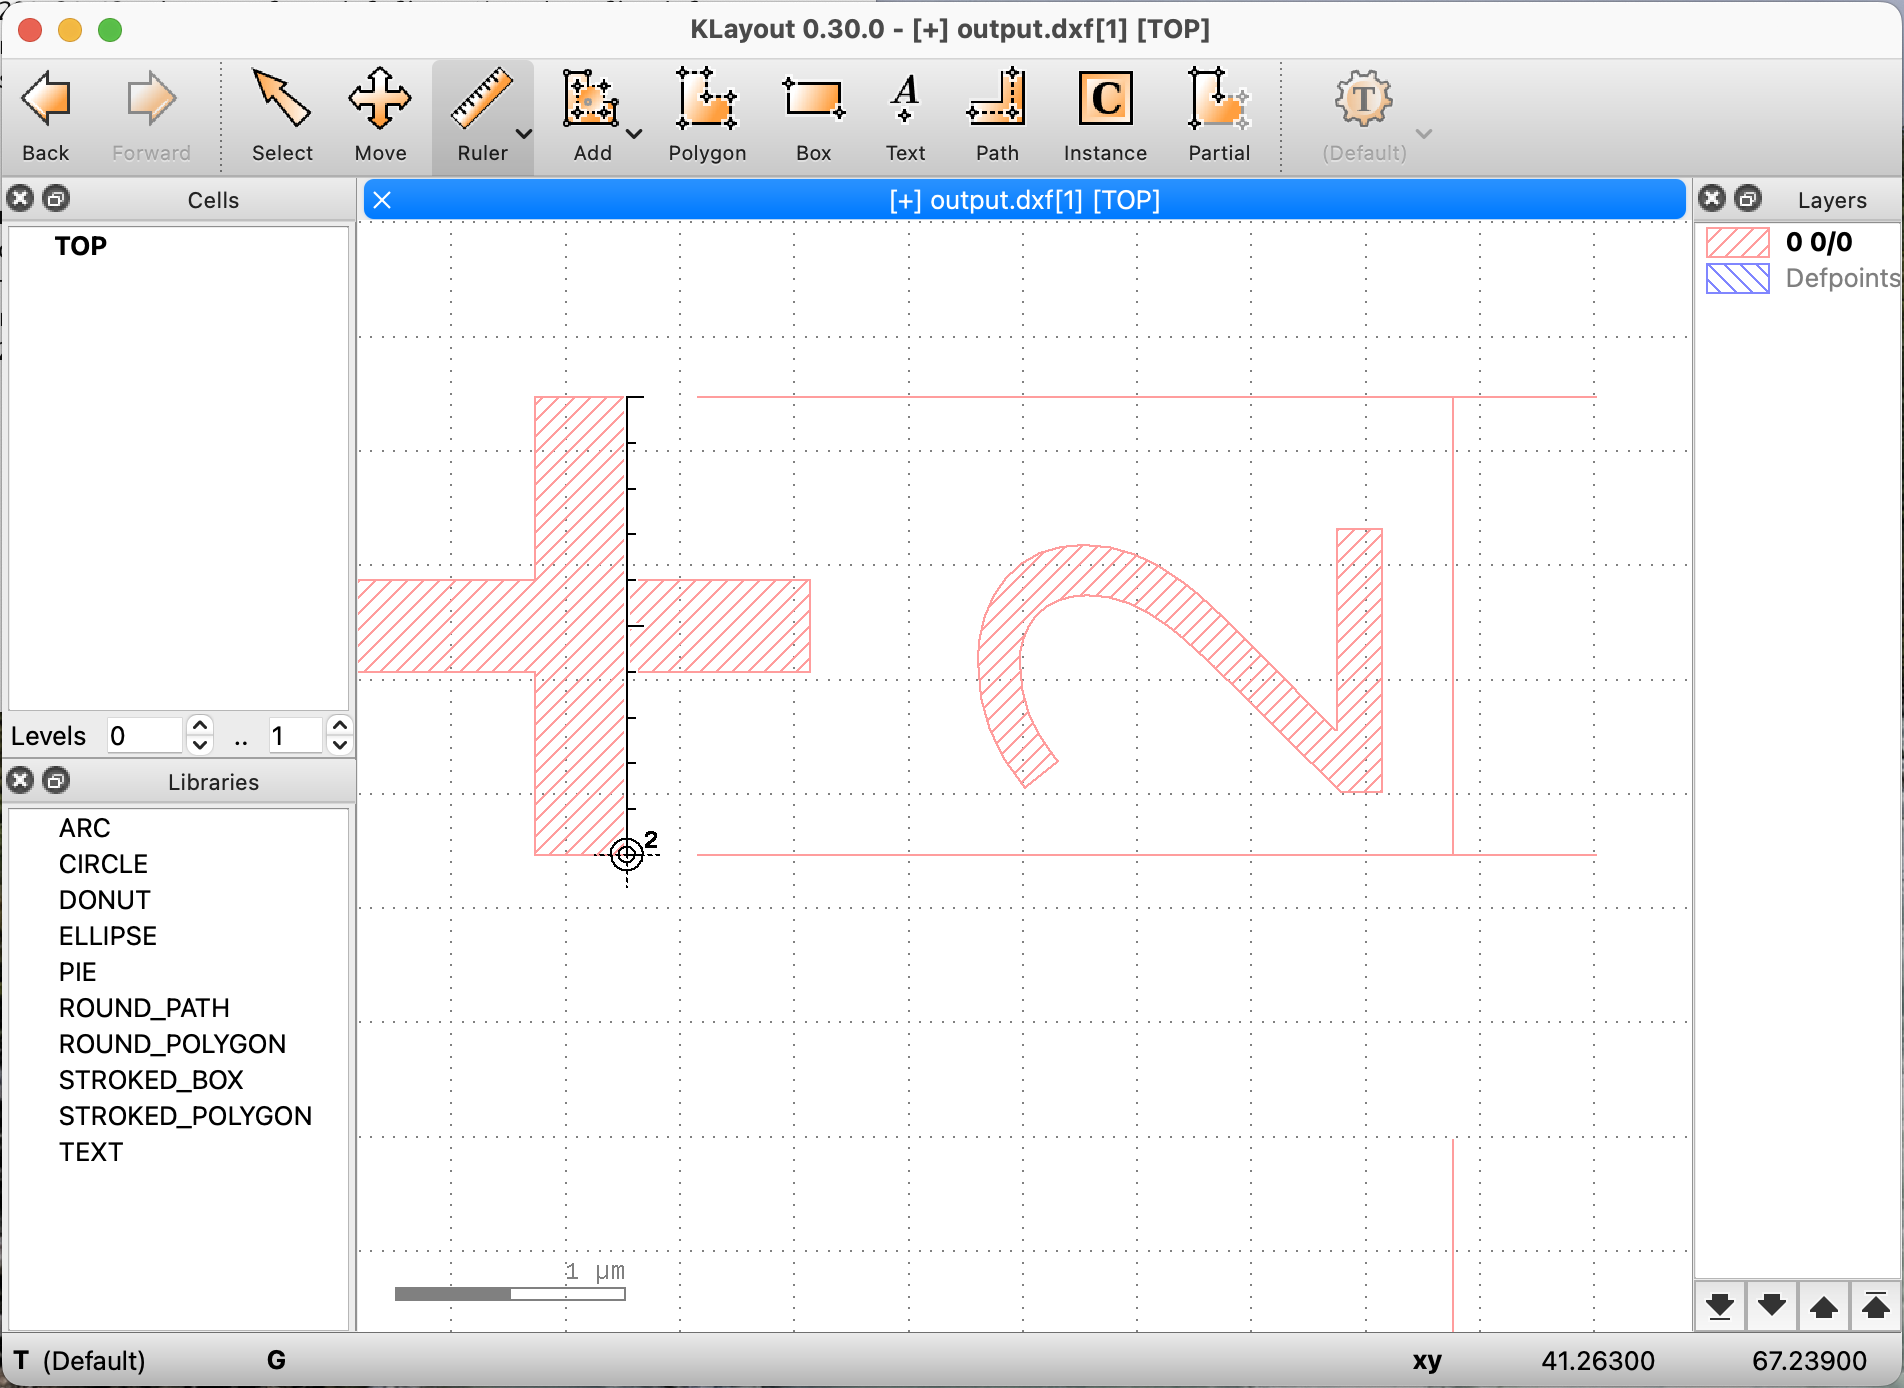 KLayout 0.30.0 - [+] output.dxf[1] [TOP]
Back
Forward
Select
Move
Ruler
Add
Polygon
Box
A
Text
Path
C
Instance
Partial
T
(Default)
Cells
[+] output.dxf[1] [TOP]
Layers
TOP
0 0/0
Defpoints
Levels 0 .. 1
Libraries
ARC
CIRCLE
DONUT
ELLIPSE
PIE
ROUND_PATH
ROUND_POLYGON
STROKED_BOX
STROKED_POLYGON
TEXT
2
2
1 µm
T (Default) G xy 41.26300 67.23900